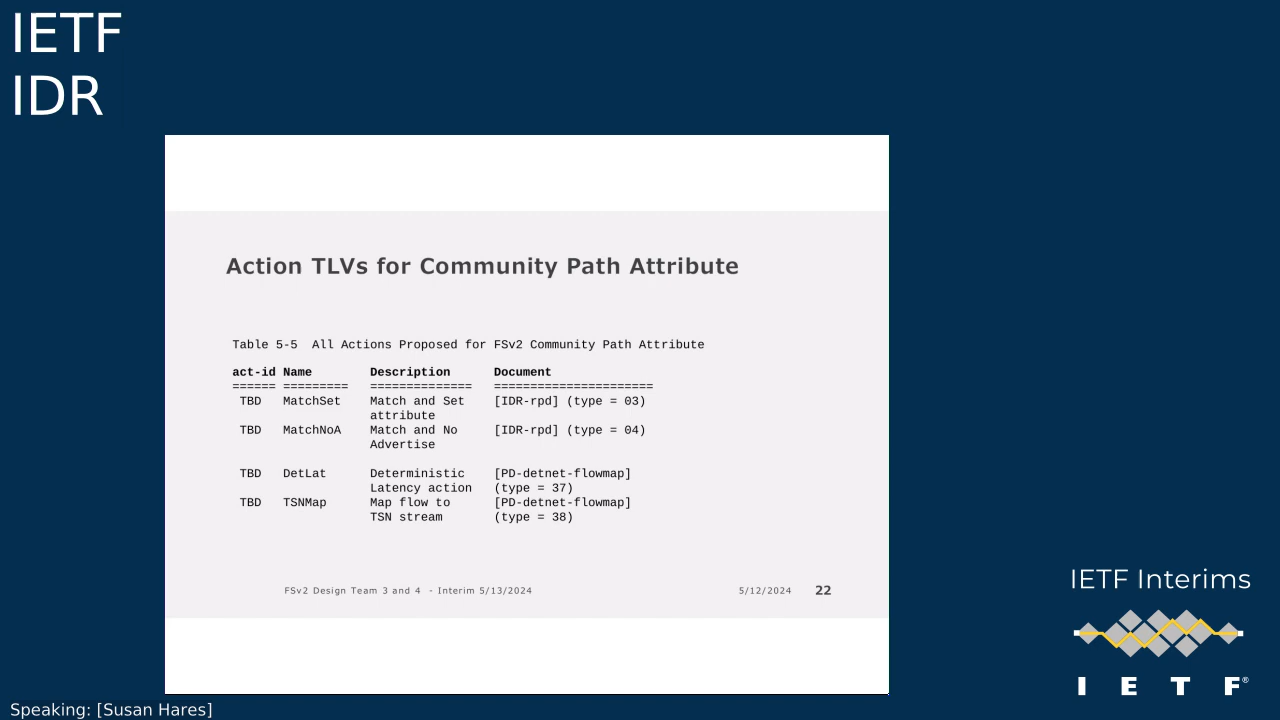 IETF
IDR
Action TLVs for Community Path Attribute
Table 5-5  All Actions Proposed for FSv2 Community Path Attribute
act-id Name      Description    Document
====== =========   ==============   ======================
TBD  MatchSet   Match and Set    [IDR-rpd] (type = 03)
attribute
TBD  MatchNoA   Match and No     [IDR-rpd] (type = 04)
Advertise
TBD  DetLat     Deterministic    [PD-detnet-flowmap]
Latency action   (type = 37)
TBD  TSNMap     Map flow to      [PD-detnet-flowmap]
TSN stream       (type = 38)
FSv2 Design Team 3 and 4  - Interim 5/13/2024    5/12/2024    22
IETF Interims
I E T F®
Speaking: [Susan Hares]